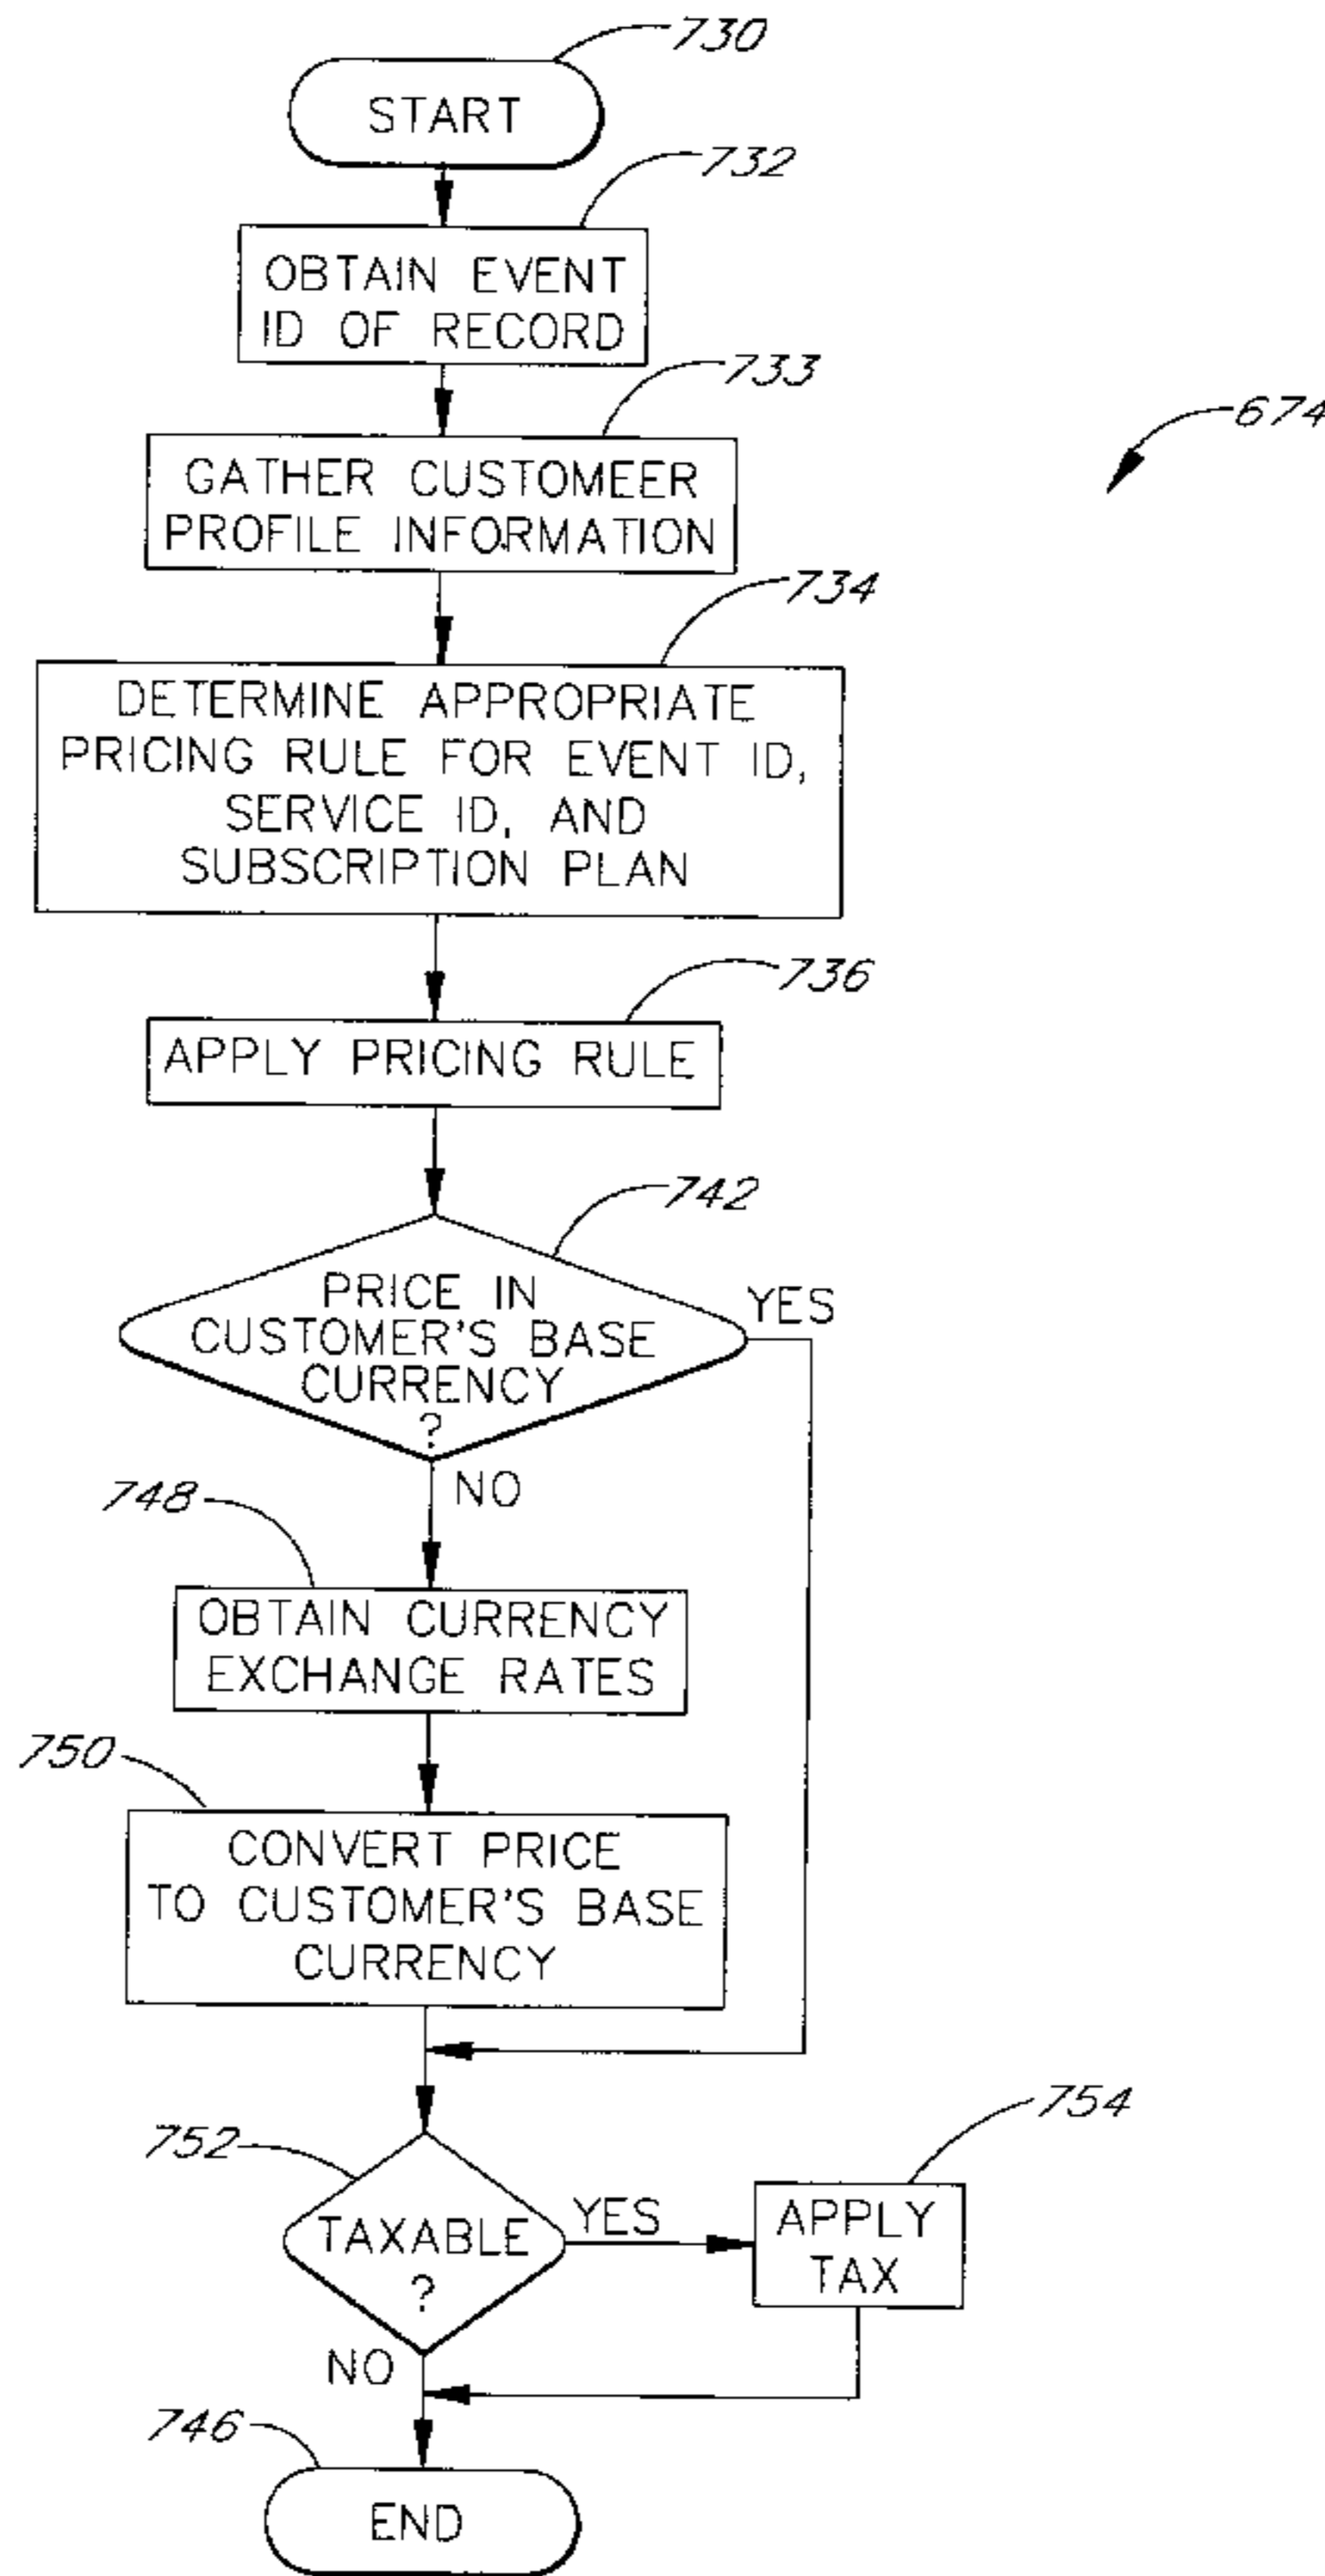 730
START
732
OBTAIN EVENT
ID OF RECORD
733
GATHER CUSTOMEER
PROFILE INFORMATION
674
734
DETERMINE APPROPRIATE
PRICING RULE FOR EVENT ID,
SERVICE ID, AND
SUBSCRIPTION PLAN
736
APPLY PRICING RULE
742
PRICE IN
CUSTOMER'S BASE
CURRENCY
?
YES
NO
748
OBTAIN CURRENCY
EXCHANGE RATES
750
CONVERT PRICE
TO CUSTOMER'S BASE
CURRENCY
752
TAXABLE
?
YES
754
APPLY
TAX
NO
746
END